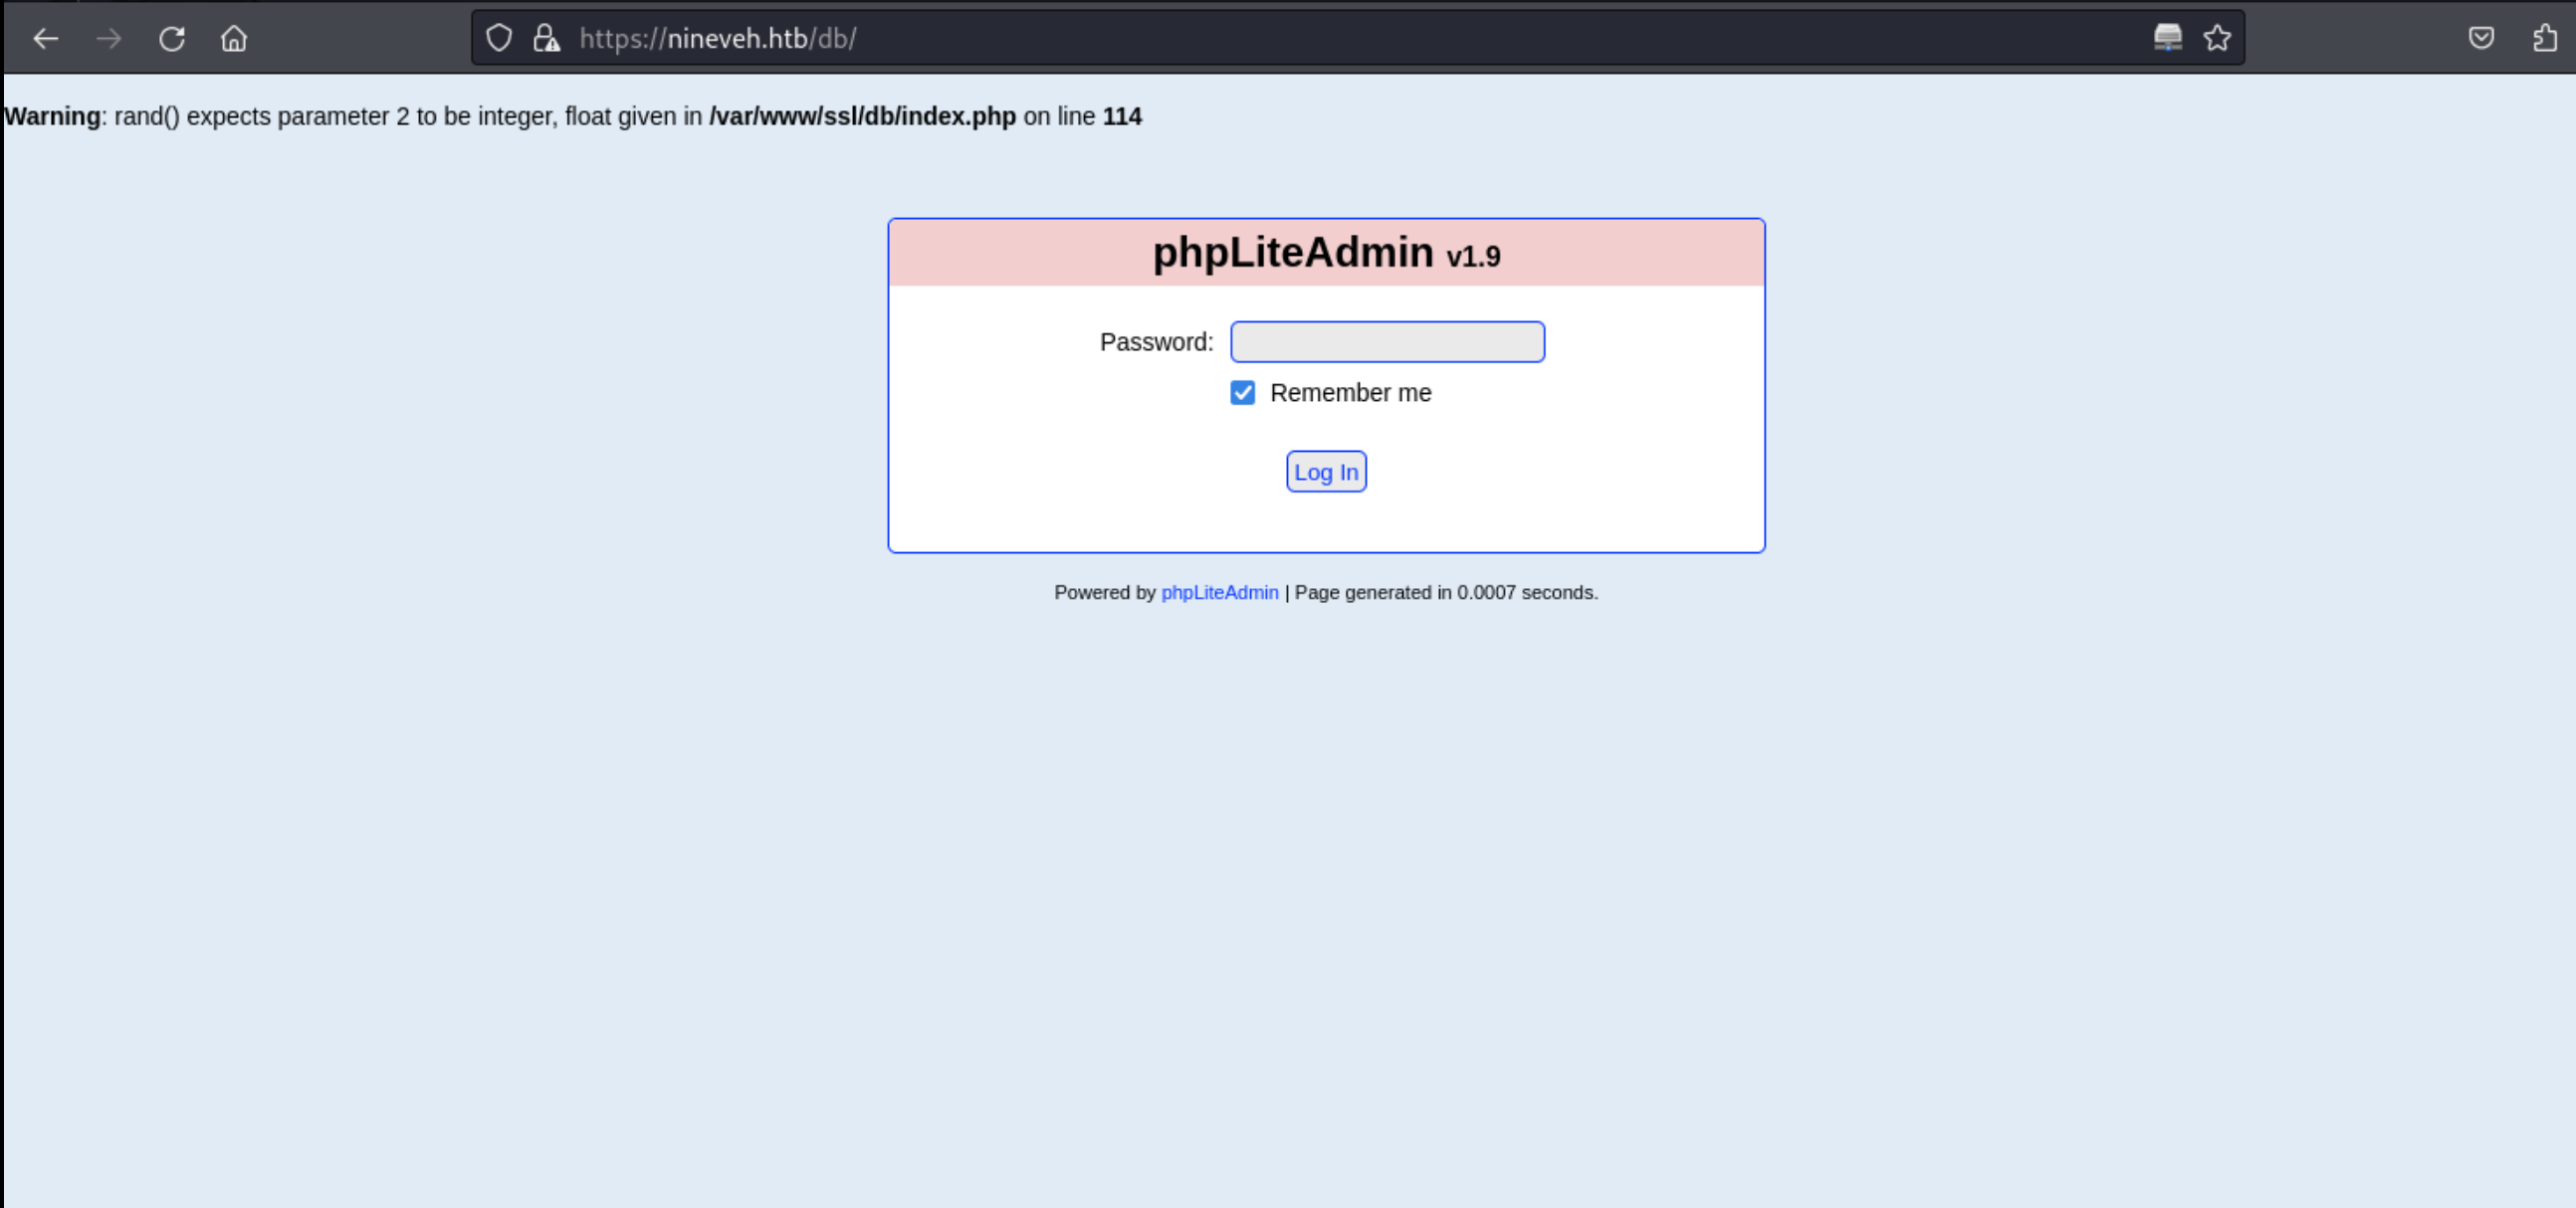 https://nineveh.htb/db/
Warning: rand() expects parameter 2 to be integer, float given in /var/www/ssl/db/index.php on line 114
phpLiteAdmin v1.9
Password:
Remember me
Log In
Powered by phpLiteAdmin | Page generated in 0.0007 seconds.